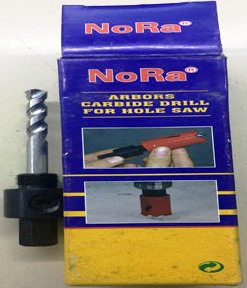 NoRa®
NoRa®
ARBORS
CARBIDE DRILL
FOR HOLE SAW